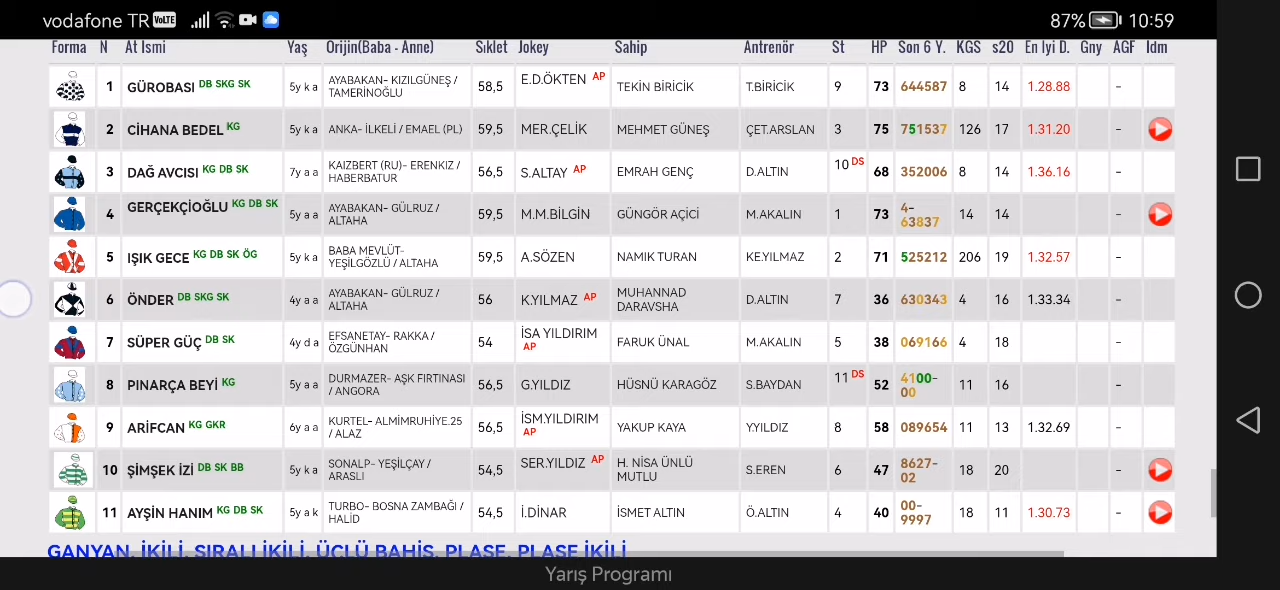 vodafone TR VoLTE 87% 10:59
Forma N At İsmi Yaş Orijin(Baba - Anne) Sıklet Jokey Sahip Antrenör St HP Son 6 Y. KGS s20 En İyi D. Gny AGF İdm
1 GÜROBASI DB SKG SK 5y k a AYABAKAN- KIZILGÜNEŞ / TAMERİNOĞLU 58,5 E.D.ÖKTEN AP TEKİN BİRİCİK T.BİRİCİK 9 73 644587 8 14 1.28.88 -
2 CİHANA BEDEL KG 5y k a ANKA- İLKELİ / EMAEL (PL) 59,5 MER.ÇELİK MEHMET GÜNEŞ ÇET.ARSLAN 3 75 751537 126 17 1.31.20 -
3 DAĞ AVCISI KG DB SK 7y a a KAIZBERT (RU)- ERENKIZ / HABERBATUR 56,5 S.ALTAY AP EMRAH GENÇ D.ALTIN 10 DS 68 352006 8 14 1.36.16 -
4 GERÇEKÇİOĞLU KG DB SK 5y a a AYABAKAN- GÜLRUZ / ALTAHA 59,5 M.M.BİLGİN GÜNGÖR AÇİCİ M.AKALIN 1 73 4-63837 14 14 -
5 IŞIK GECE KG DB SK ÖG 5y k a BABA MEVLÜT- YEŞİLGÖZLÜ / ALTAHA 59,5 A.SÖZEN NAMIK TURAN KE.YILMAZ 2 71 525212 206 19 1.32.57 -
6 ÖNDER DB SKG SK 4y a a AYABAKAN- GÜLRUZ / ALTAHA 56 K.YILMAZ AP MUHANNAD DARAVSHA D.ALTIN 7 36 630343 4 16 1.33.34 -
7 SÜPER GÜÇ DB SK 4y d a EFSANETAY- RAKKA / ÖZGÜNHAN 54 İSA YILDIRIM AP FARUK ÜNAL M.AKALIN 5 38 069166 4 18 -
8 PINARÇA BEYİ KG 5y a a DURMAZER- AŞK FIRTINASI / ANGORA 56,5 G.YILDIZ HÜSNÜ KARAGÖZ S.BAYDAN 11 DS 52 4100-00 11 16 -
9 ARİFCAN KG GKR 6y a a KURTEL- ALMİMRUHİYE.25 / ALAZ 56,5 İSM.YILDIRIM AP YAKUP KAYA Y.YILDIZ 8 58 089654 11 13 1.32.69 -
10 ŞİMŞEK İZİ DB SK BB 5y k a SONALP- YEŞİLÇAY / ARASLI 54,5 SER.YILDIZ AP H. NİSA ÜNLÜ MUTLU S.EREN 6 47 8627-02 18 20 -
11 AYŞİN HANIM KG DB SK 5y a k TURBO- BOSNA ZAMBAĞI / HALİD 54,5 İ.DİNAR İSMET ALTIN Ö.ALTIN 4 40 00-9997 18 11 1.30.73 -
GANYAN, İKİLİ, SIRALI İKİLİ, ÜÇLÜ BAHİS, PLASE, PLASE İKİLİ
Yarış Programı